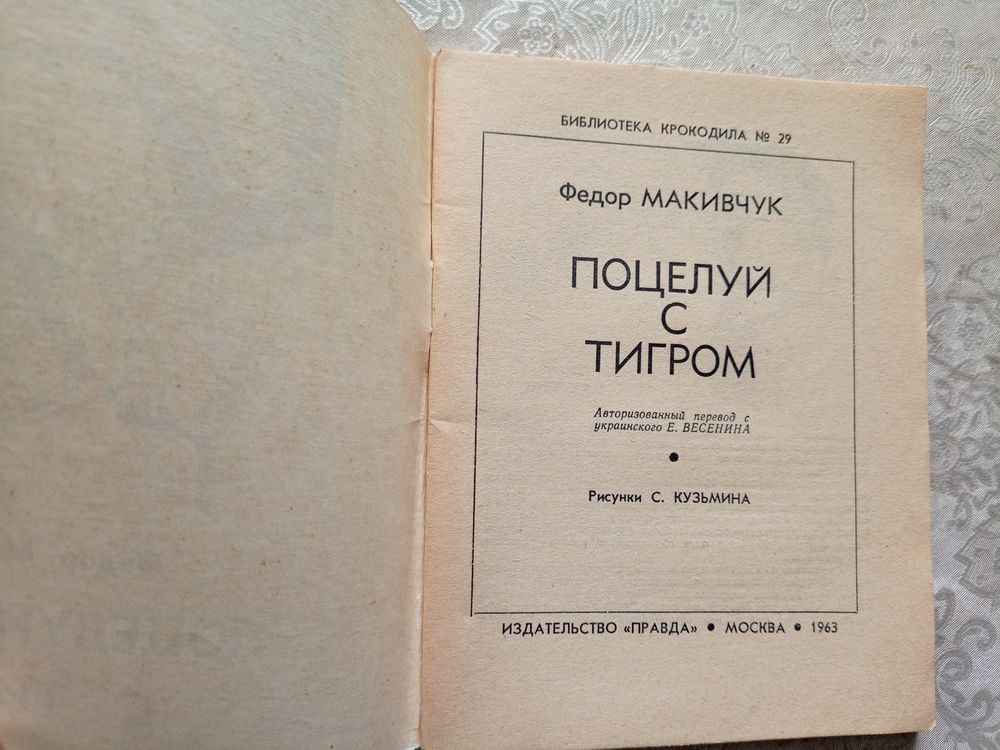 БИБЛИОТЕКА КРОКОДИЛА № 29
Федор МАКИВЧУК
ПОЦЕЛУЙ
С
ТИГРОМ
Авторизованный перевод с
украинского Е. ВЕСЕНИНА
●
Рисунки С. КУЗЬМИНА
ИЗДАТЕЛЬСТВО «ПРАВДА» ● МОСКВА ● 1963